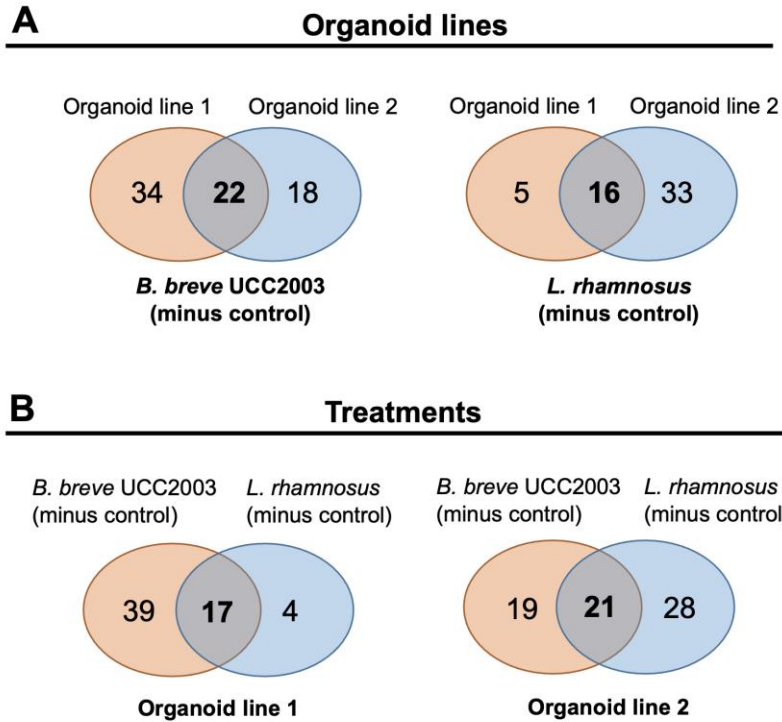 A
Organoid lines
Organoid line 1 Organoid line 2
34 22 18
B. breve UCC2003
(minus control)
Organoid line 1 Organoid line 2
5 16 33
L. rhamnosus
(minus control)
B
Treatments
B. breve UCC2003 L. rhamnosus
(minus control) (minus control)
39 17 4
Organoid line 1
B. breve UCC2003 L. rhamnosus
(minus control) (minus control
19 21 28
Organoid line 2